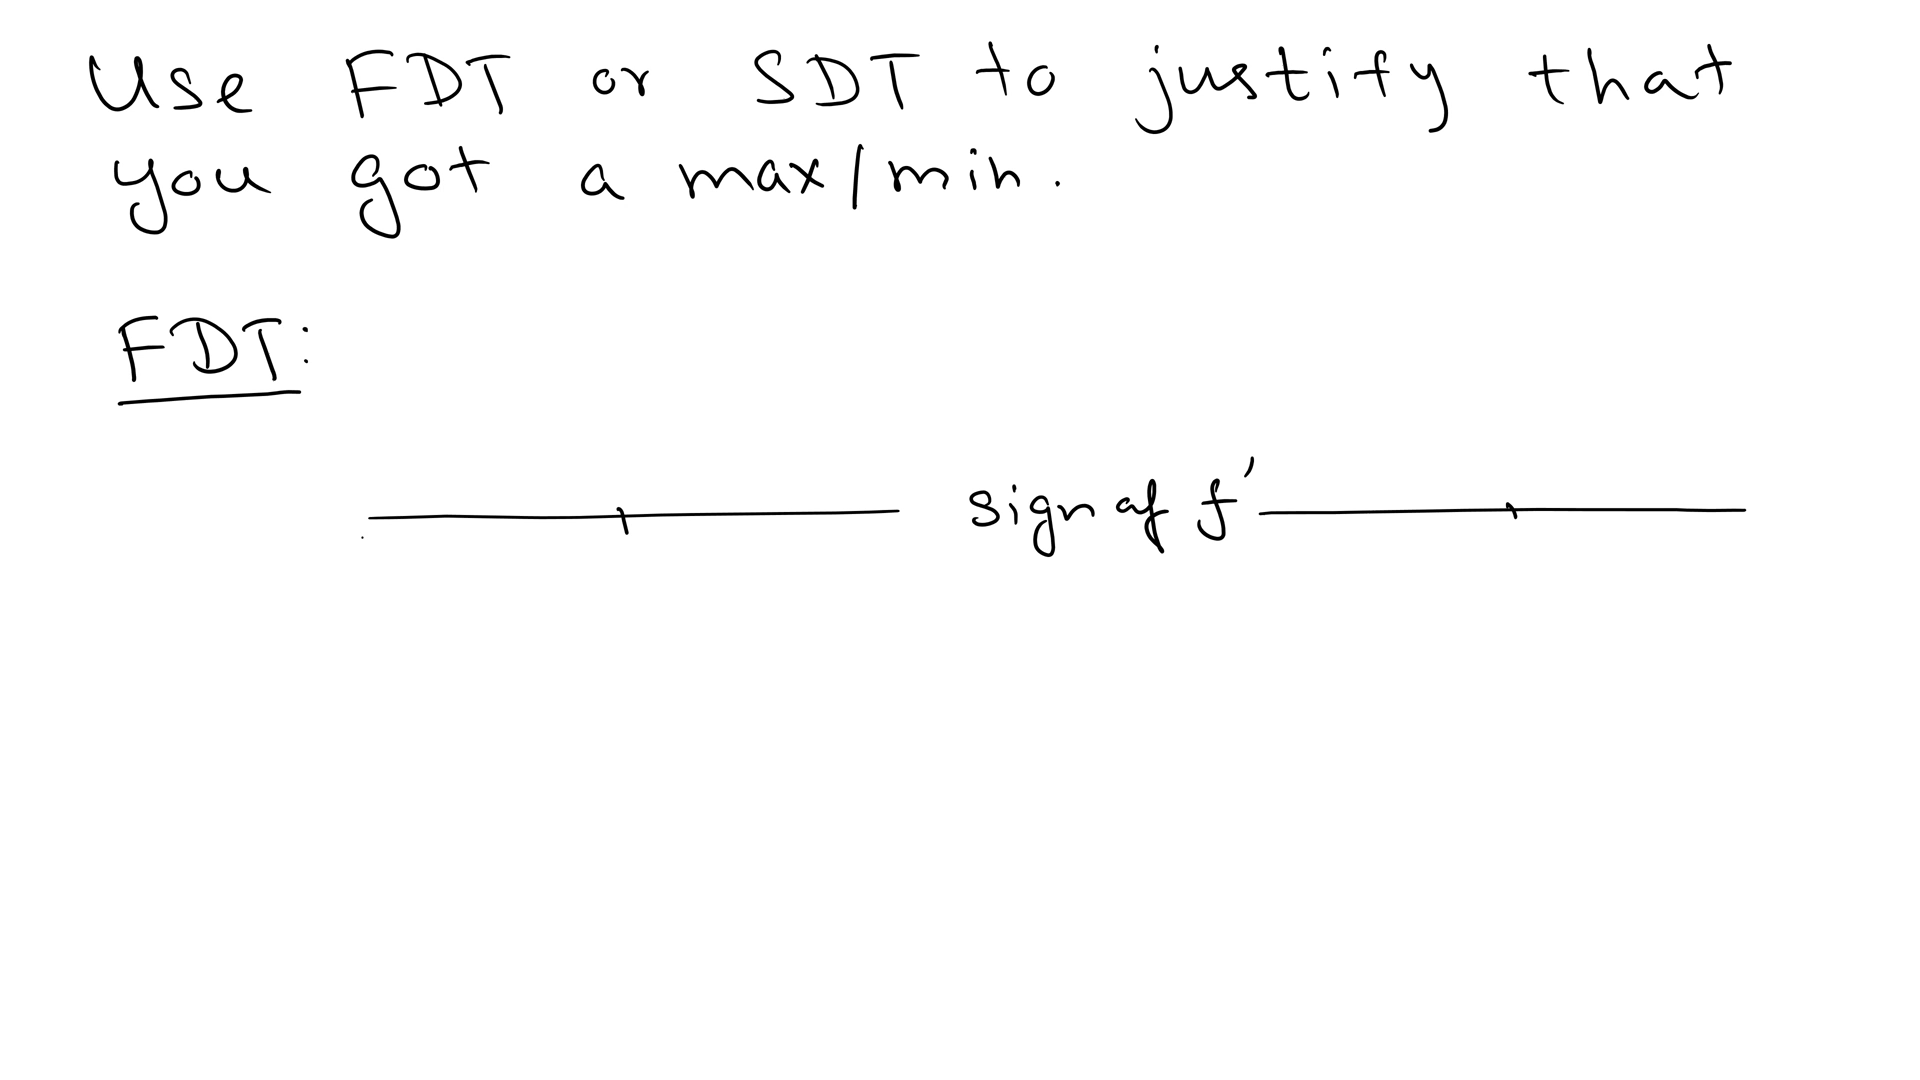 Use FDT or SDT to justify that
you got a max/min.
FDT:
sign of f'